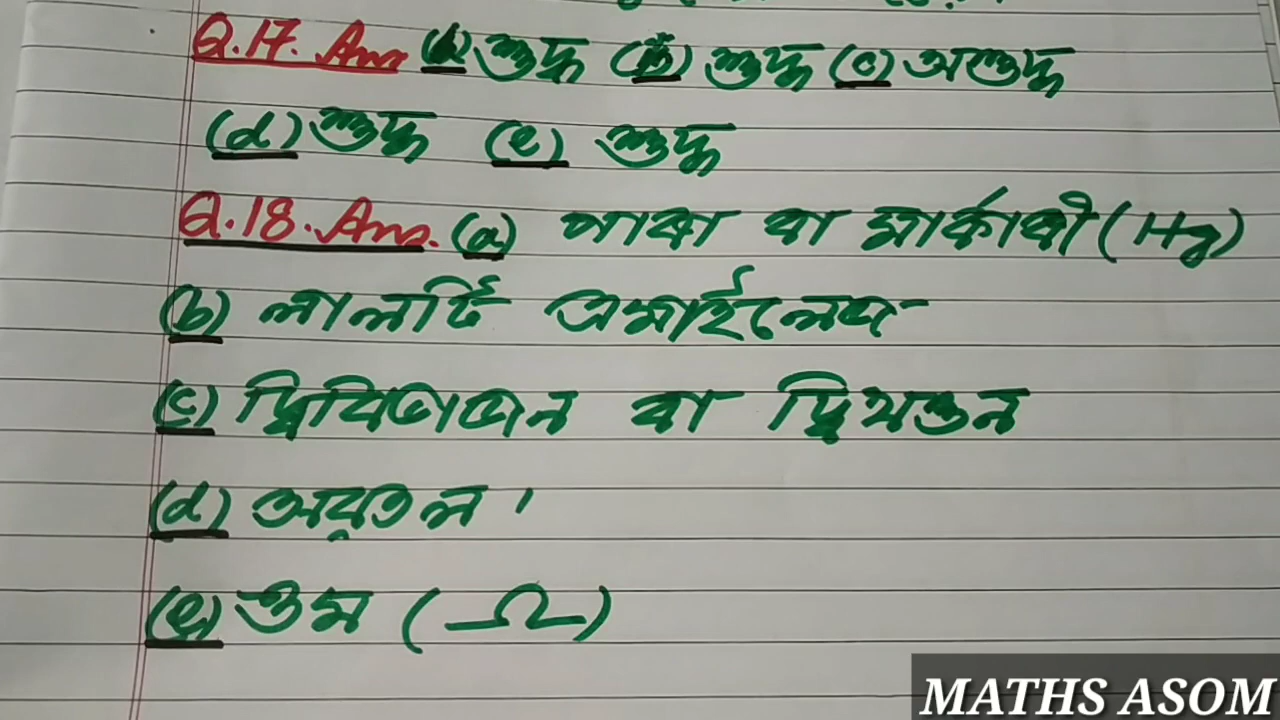 Q.17. Ans (a) শুদ্ধ (b) শুদ্ধ (c) অশুদ্ধ
(d) শুদ্ধ (e) শুদ্ধ
Q.18. Ans. (a) পাৰা বা মাৰ্কাৰী (Hg)
(b) লালটি এমাইলেজ
(c) দ্বিবিভাজন বা দ্বিখণ্ডন
(d) অৱতল ।
(e) ওম (Ω)
MATHS ASOM